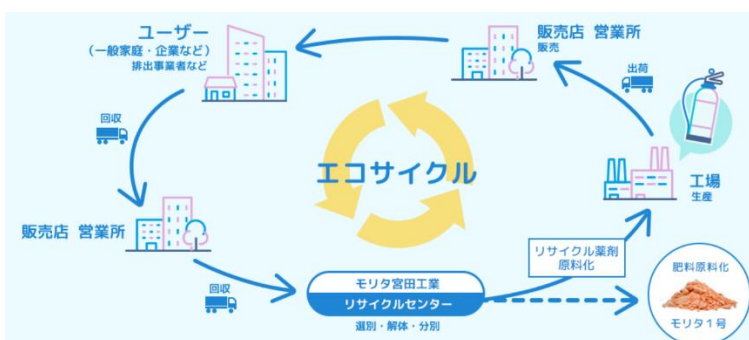 ユーザー
（一般家庭・企業など）
排出事業者など
販売店 営業所
販売
出荷
回収
エコサイクル
工場
生産
販売店 営業所
リサイクル薬剤
原料化
肥料原料化
モリタ宮田工業
リサイクルセンター
回収
選別・解体・分別
モリタ1号